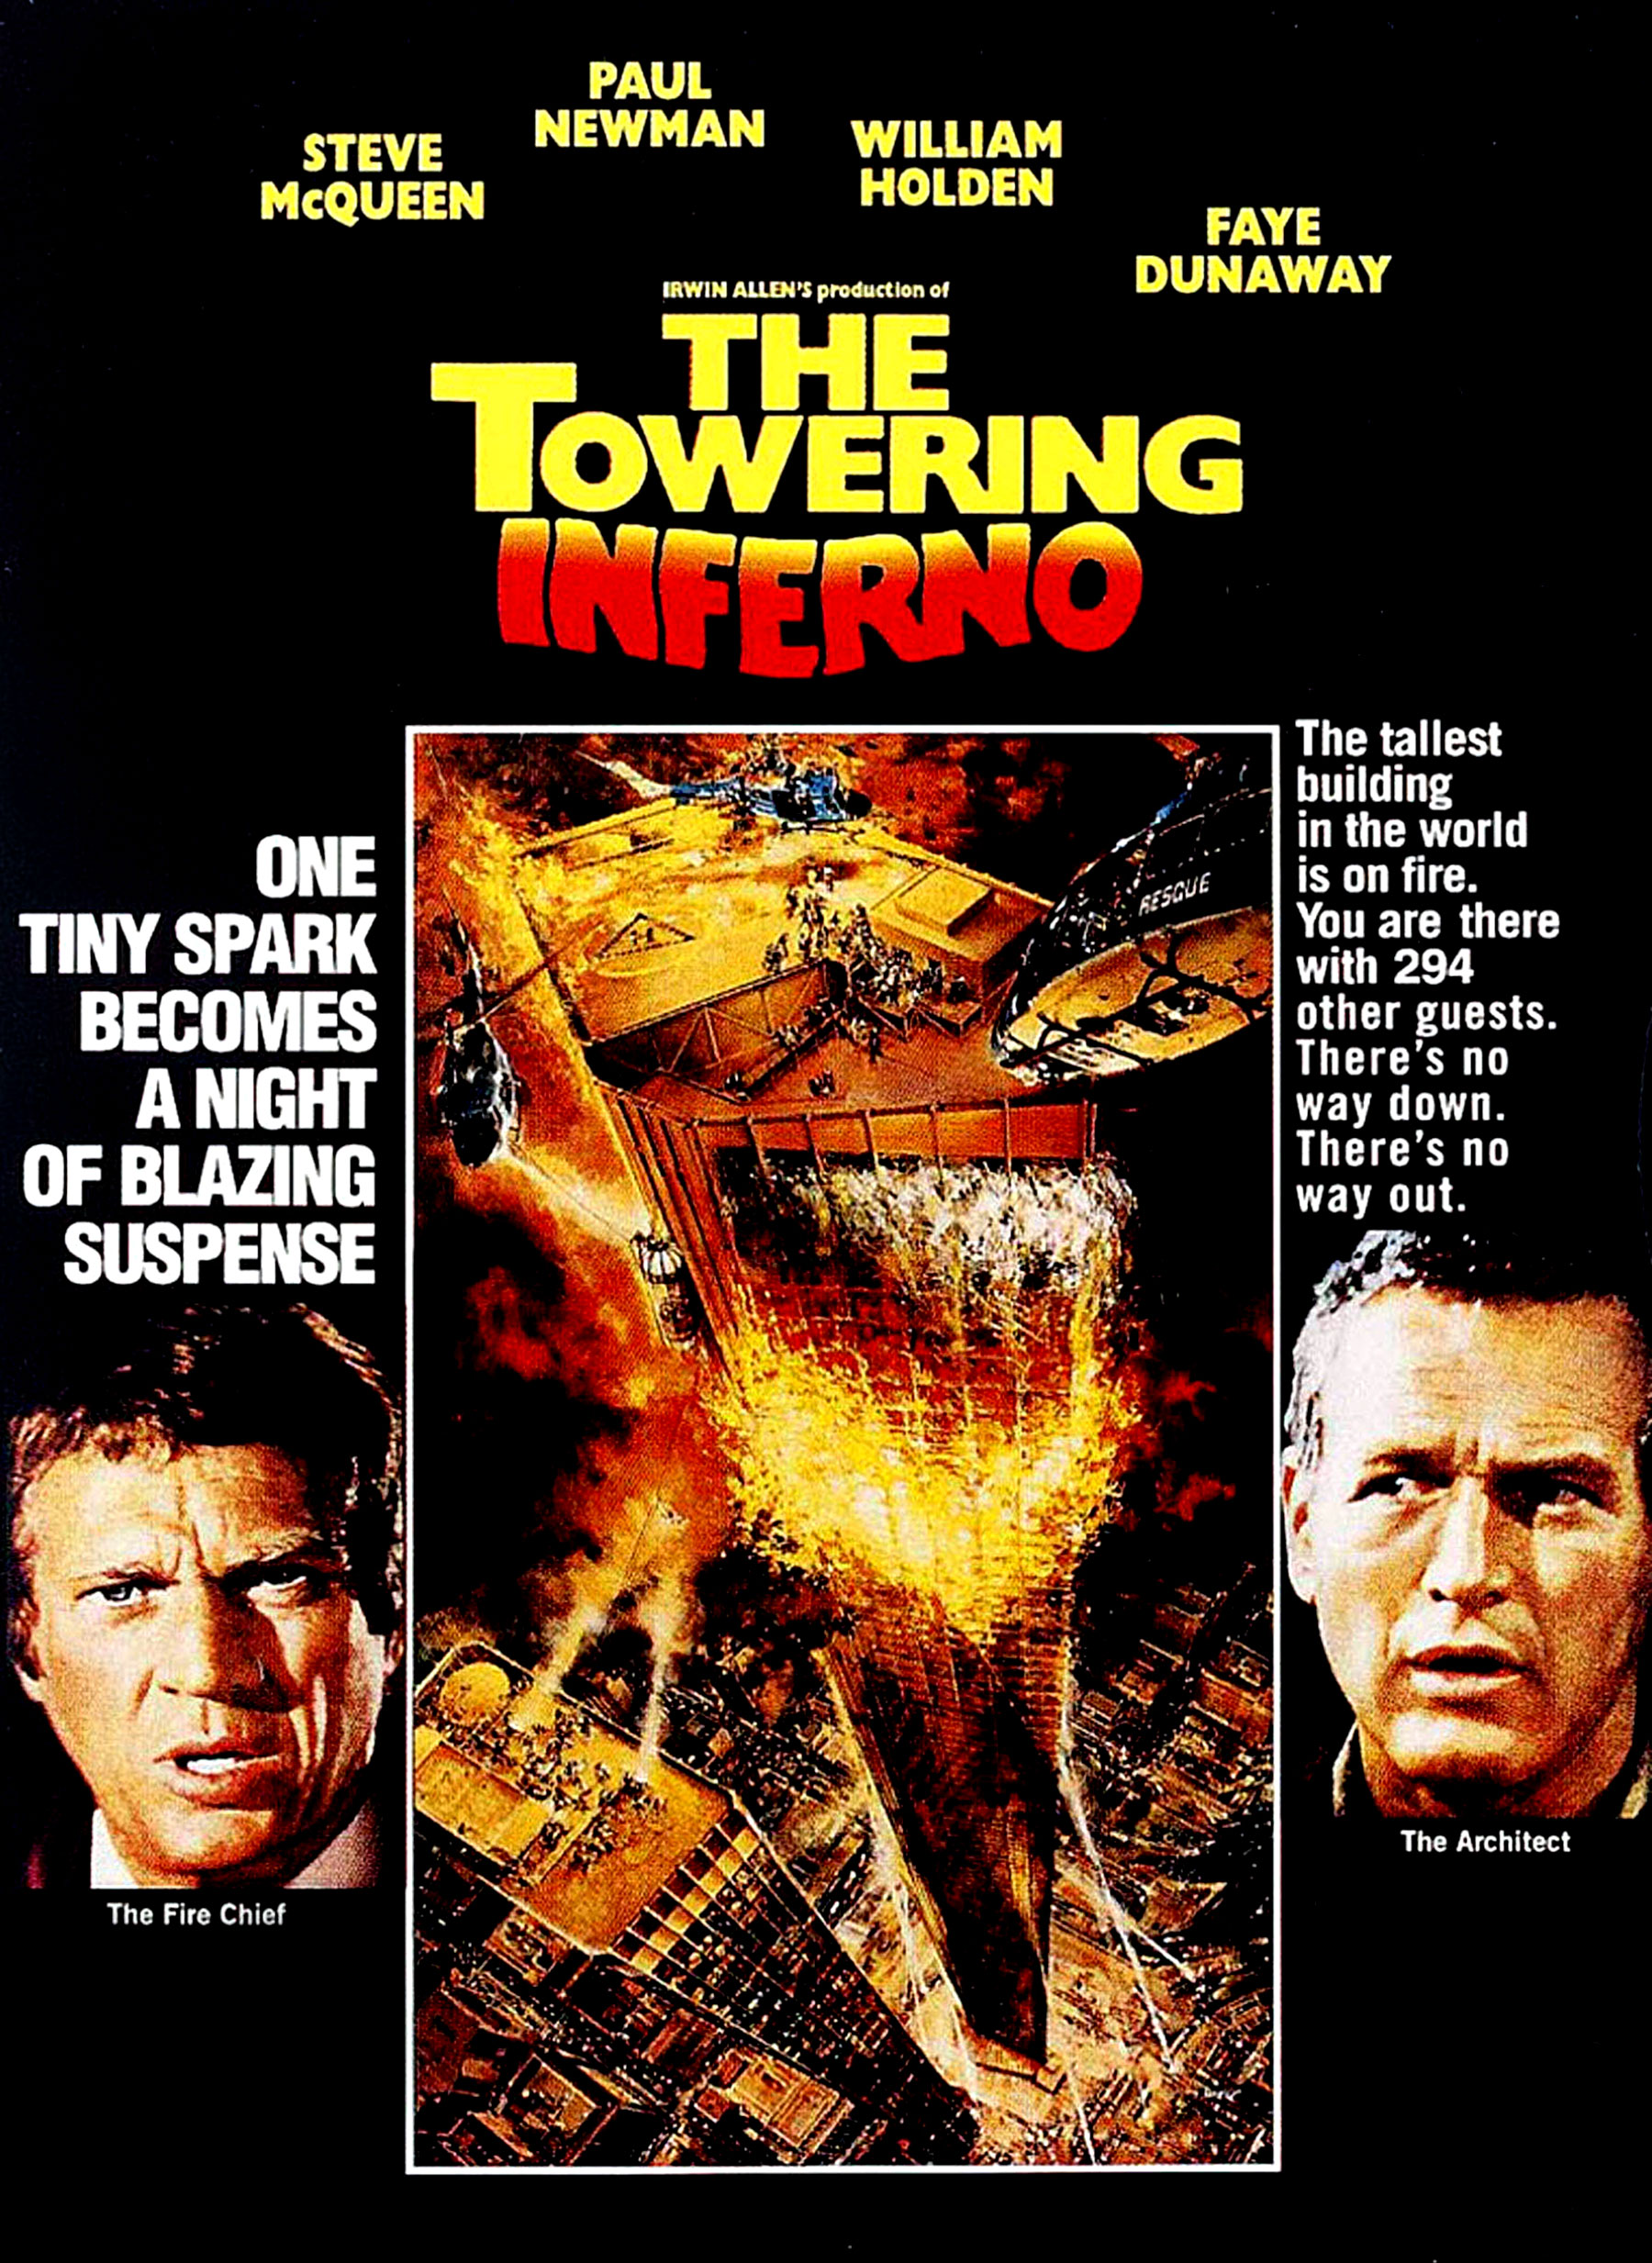 PAUL
NEWMAN
STEVE
McQUEEN
WILLIAM
HOLDEN
FAYE
DUNAWAY
IRWIN ALLEN'S production of
THE
TOWERING
INFERNO
ONE
TINY SPARK
BECOMES
A NIGHT
OF BLAZING
SUSPENSE
The tallest
building
in the world
is on fire.
You are there
with 294
other guests.
There's no
way down.
There's no
way out.
RESCUE
The Fire Chief
The Architect